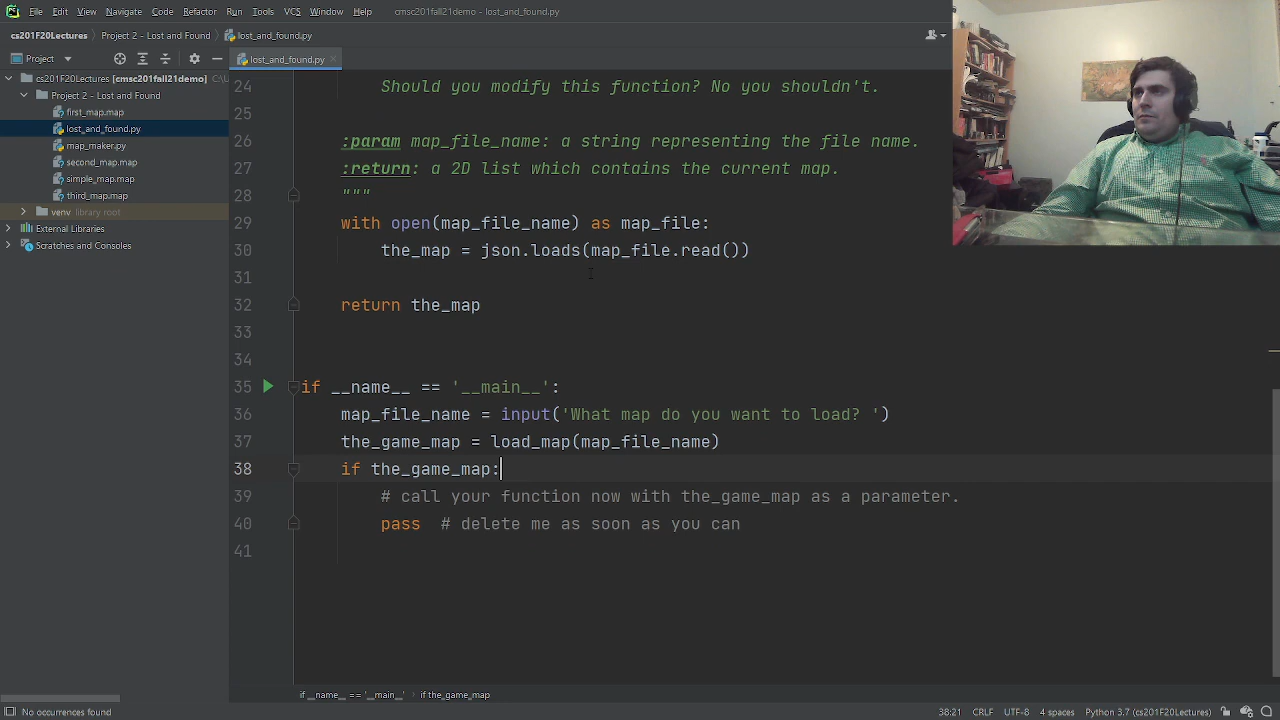 File Edit View Navigate Code Refactor Run Tools VCS Window Help cmsc201fall21demo - lost_and_found.py
cs201F20Lectures Project 2 - Lost and Found lost_and_found.py
Project
lost_and_found.py
cs201F20Lectures [cmsc201fall21demo] C:\U
Project 2 - Lost and Found
first_map.map
lost_and_found.py
map_maker.py
second_map.map
simple_map.map
third_map.map
venv library root
External Libraries
Scratches and Consoles
24 Should you modify this function? No you shouldn't.
25
26 :param map_file_name: a string representing the file name.
27 :return: a 2D list which contains the current map.
28 """
29 with open(map_file_name) as map_file:
30 the_map = json.loads(map_file.read())
31
32 return the_map
33
34
35 if __name__ == '__main__':
36 map_file_name = input('What map do you want to load? ')
37 the_game_map = load_map(map_file_name)
38 if the_game_map:
39 # call your function now with the_game_map as a parameter.
40 pass # delete me as soon as you can
41
if __name__ == '__main__' if the_game_map
No occurrences found 38:21 CRLF UTF-8 4 spaces Python 3.7 (cs201F20Lectures)